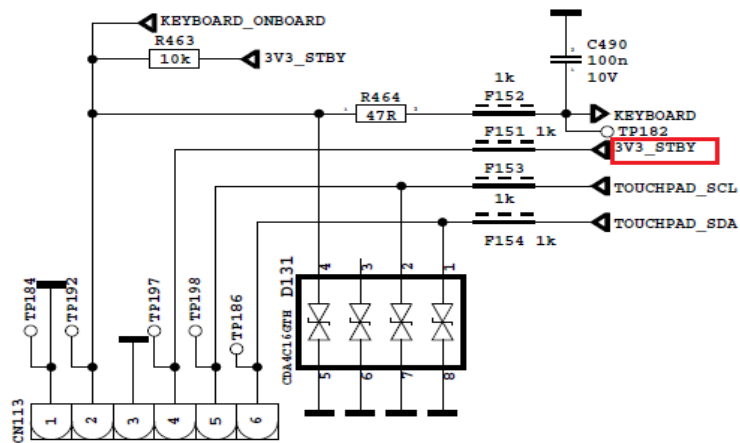 KEYBOARD_ONBOARD
R463
10k
3V3_STBY
C490
100n
10V
1k
F152
R464
1 47R 2
KEYBOARD
TP182
F151 1k
3V3_STBY
F153
1k
TOUCHPAD_SCL
TOUCHPAD_SDA
F154 1k
D131
CDA4C16GTH
4 3 2 1
5 6 7 8
TP184
TP192
TP197
TP198
TP186
CN113
1 2 3 4 5 6